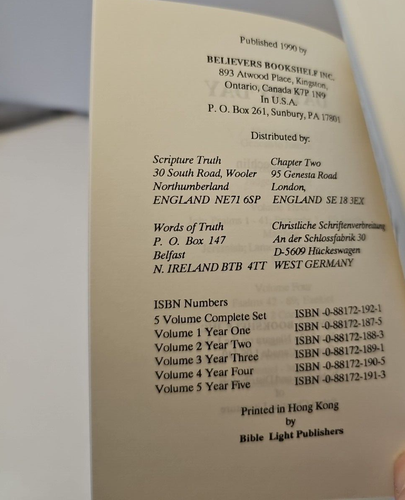 Published 1990 by
BELIEVERS BOOKSHELF INC.
893 Atwood Place, Kingston,
Ontario, Canada K7P 1N9
In U.S.A.
P. O. Box 261, Sunbury, PA 17801
Distributed by:
Scripture Truth
30 South Road, Wooler
Northumberland
ENGLAND NE71 6SP
Chapter Two
95 Genesta Road
London,
ENGLAND SE 18 3EX
Words of Truth
P. O. Box 147
Belfast
N. IRELAND BTB 4TT
Christliche Schriftenverbreitung
An der Schlossfabrik 30
D-5609 Hückeswagen
WEST GERMANY
ISBN Numbers
5 Volume Complete Set ISBN -0-88172-192-1
Volume 1 Year One ISBN -0-88172-187-5
Volume 2 Year Two ISBN -0-88172-188-3
Volume 3 Year Three ISBN -0-88172-189-1
Volume 4 Year Four ISBN -0-88172-190-5
Volume 5 Year Five ISBN -0-88172-191-3
Printed in Hong Kong
by
Bible Light Publishers